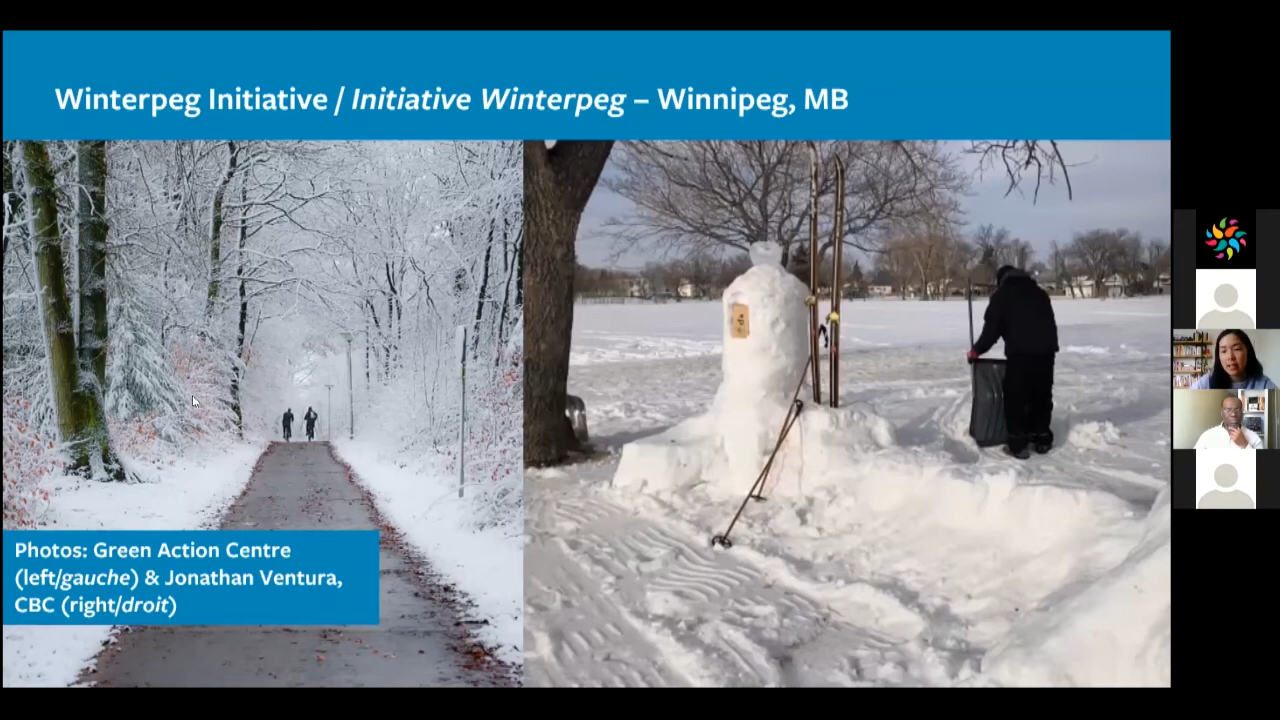 Winterpeg Initiative / Initiative Winterpeg – Winnipeg, MB
Photos: Green Action Centre
(left/gauche) & Jonathan Ventura,
CBC (right/droit)